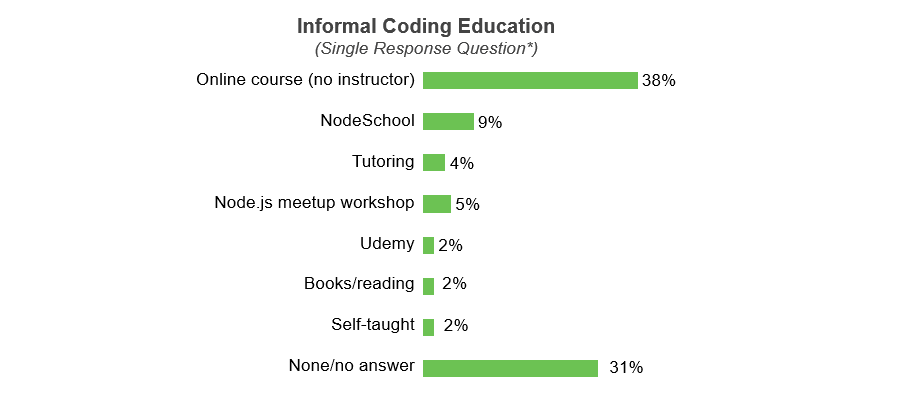 Informal Coding Education
(Single Response Question*)
Online course (no instructor) 38%
NodeSchool 9%
Tutoring 4%
Node.js meetup workshop 5%
Udemy 2%
Books/reading 2%
Self-taught 2%
None/no answer 31%